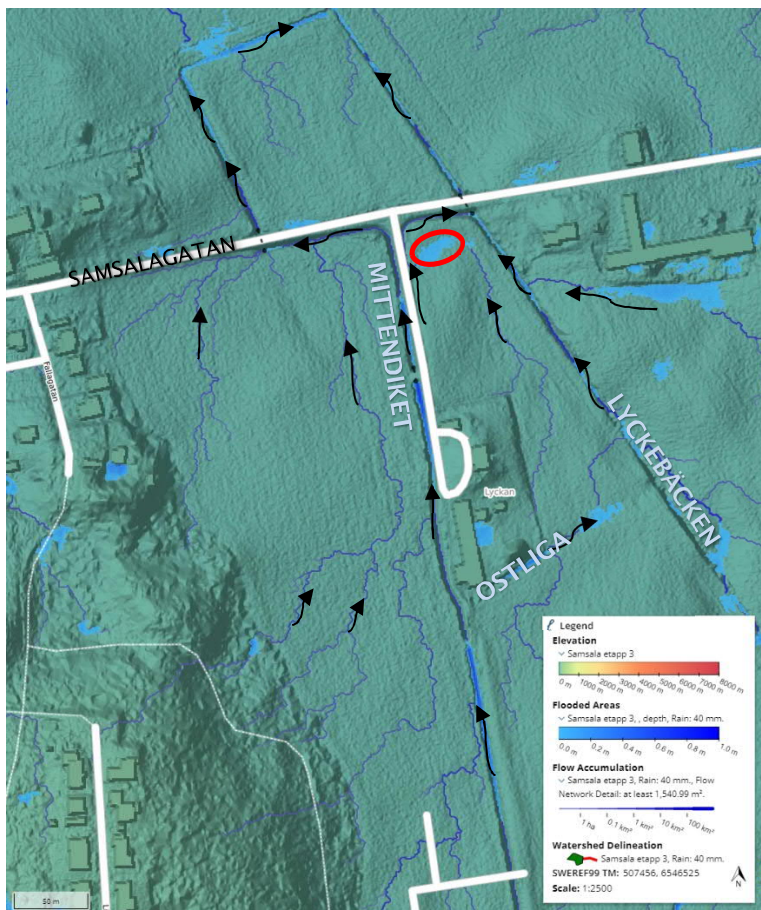 SAMSALAGATAN
MITTENDIKET
Fallagatan
LYCKEBÄCKEN
Lyckan
OSTLIGA
50 m
Legend
Elevation
Samsala etapp 3
0 m 1000 m 2000 m 3000 m 4000 m 5000 m 6000 m 7000 m 8000 m
Flooded Areas
Samsala etapp 3, , depth, Rain: 40 mm.
0.0 m 0.2 m 0.4 m 0.6 m 0.8 m 1.0 m
Flow Accumulation
Samsala etapp 3, Rain: 40 mm., Flow
Network Detail: at least 1,540.99 m².
1 ha 0.1 km² 1 km² 10 km² 100 km²
Watershed Delineation
Samsala etapp 3, Rain: 40 mm.
SWEREF99 TM: 507456, 6546525
Scale: 1:2500
N